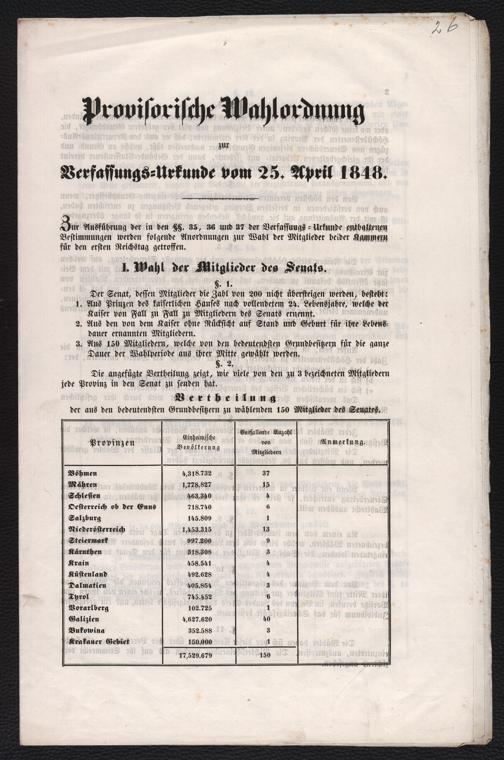 26
Provisorische Wahlordnung
zur
Verfassungs-Urkunde vom 25. April 1848.
Zur Ausführung der in den §§. 35, 36 und 37 der Verfassungs-Urkunde enthaltenen
Bestimmungen werden folgende Anordnungen zur Wahl der Mitglieder beider Kammern
für den ersten Reichstag getroffen.
I. Wahl der Mitglieder des Senats.
§. 1.
Der Senat, dessen Mitglieder die Zahl von 200 nicht übersteigen werden, besteht:
1. Aus Prinzen des kaiserlichen Hauses nach vollendeten 24. Lebensjahre, welche der
Kaiser von Fall zu Fall zu Mitgliedern des Senats ernennt.
2. Aus den von dem Kaiser ohne Rücksicht auf Stand und Geburt für ihre Lebens-
dauer ernannten Mitgliedern.
3. Aus 150 Mitgliedern, welche von den bedeutendsten Grundbesitzern für die ganze
Dauer der Wahlperiode aus ihrer Mitte gewählt werden.
§. 2.
Die angefügte Vertheilung zeigt, wie viele von den zu 3 bezeichneten Mitgliedern
jede Provinz in den Senat zu senden hat.
Vertheilung
der aus den bedeutendsten Grundbesitzern zu wählenden 150 Mitglieder des Senates.
Provinzen Einheimische Bevölkerung Entfallende Anzahl von Mitgliedern Anmerkung.
Böhmen 4,318.732 37
Mähren 1,778,827 15
Schlesien 463,340 4
Oesterreich ob der Enns 718.740 6
Salzburg 145.809 1
Niederösterreich 1,453.315 13
Steiermark 997.200 9
Kärnthen 318,308 3
Krain 458.541 4
Küstenland 492,628 4
Dalmatien 405.854 3
Tyrol 745.852 6
Vorarlberg 102.725 1
Galizien 4,627.620 40
Bukowina 352.588 3
Krakauer Gebiet 150,000 1
17,529.679 150